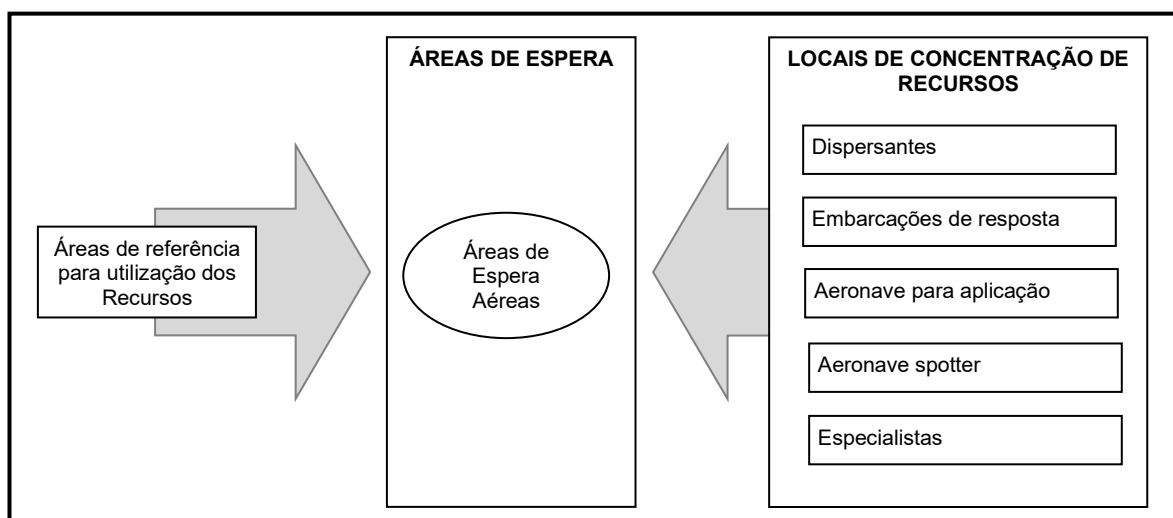 Áreas de referência
para utilização dos
Recursos
ÁREAS DE ESPERA
Áreas de
Espera
Aéreas
LOCAIS DE CONCENTRAÇÃO DE
RECURSOS
Dispersantes
Embarcações de resposta
Aeronave para aplicação
Aeronave spotter
Especialistas